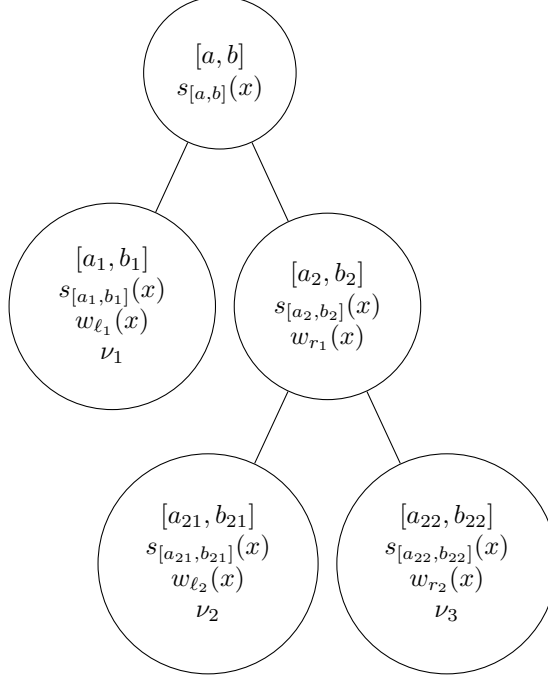 [a, b]
s_{[a,b]}(x)
[a_1, b_1]
s_{[a_1,b_1]}(x)
w_{ℓ_1}(x)
ν_1
[a_2, b_2]
s_{[a_2,b_2]}(x)
w_{r_1}(x)
[a_{21}, b_{21}]
s_{[a_{21},b_{21}]}(x)
w_{ℓ_2}(x)
ν_2
[a_{22}, b_{22}]
s_{[a_{22},b_{22}]}(x)
w_{r_2}(x)
ν_3